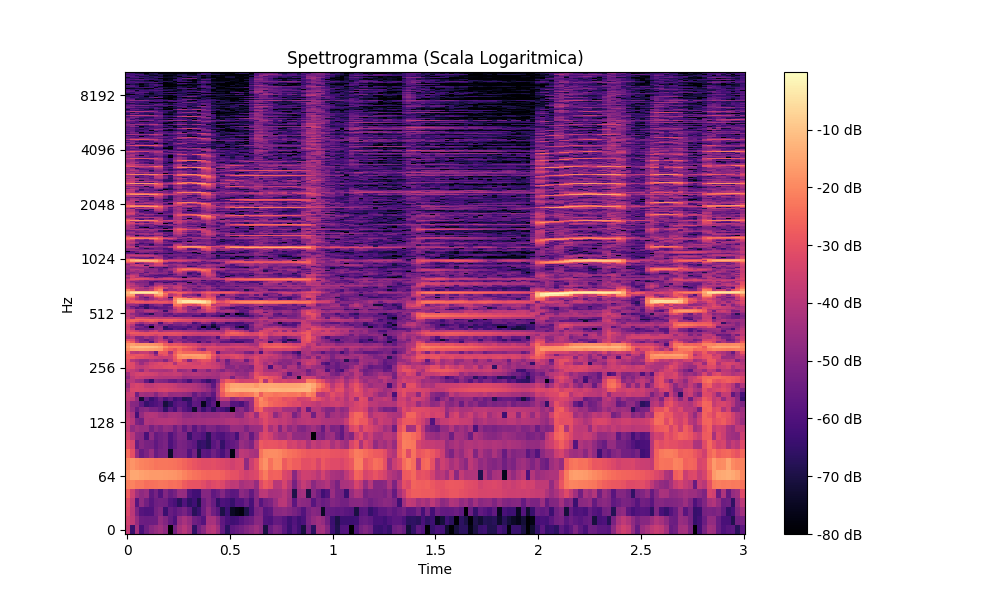 Spettrogramma (Scala Logaritmica)
8192
4096
2048
1024
512
256
128
64
0
Hz
0
0.5
1
1.5
2
2.5
3
Time
-10 dB
-20 dB
-30 dB
-40 dB
-50 dB
-60 dB
-70 dB
-80 dB